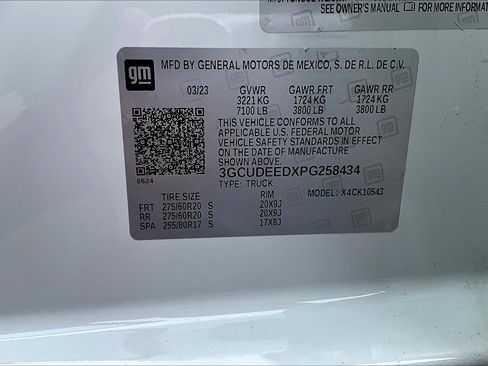 SEE OWNER'S MANUAL FOR MORE INFORMATION
gm
MFD BY GENERAL MOTORS DE MEXICO, S. DE R.L. DE C.V.
03/23 GVWR GAWR FRT GAWR RR
3221 KG 1724 KG 1724 KG
7100 LB 3800 LB 3800 LB
THIS VEHICLE CONFORMS TO ALL
APPLICABLE U.S. FEDERAL MOTOR
VEHICLE SAFETY STANDARDS IN EFFECT
ON THE DATE OF MANUFACTURE SHOWN
ABOVE.
3GCUDEEDXPG258434
8624
TYPE: TRUCK MODEL: X4CK10543
TIRE SIZE RIM
FRT 275/60R20 S 20X9J
RR 275/60R20 S 20X9J
SPA 255/80R17 S 17X8J